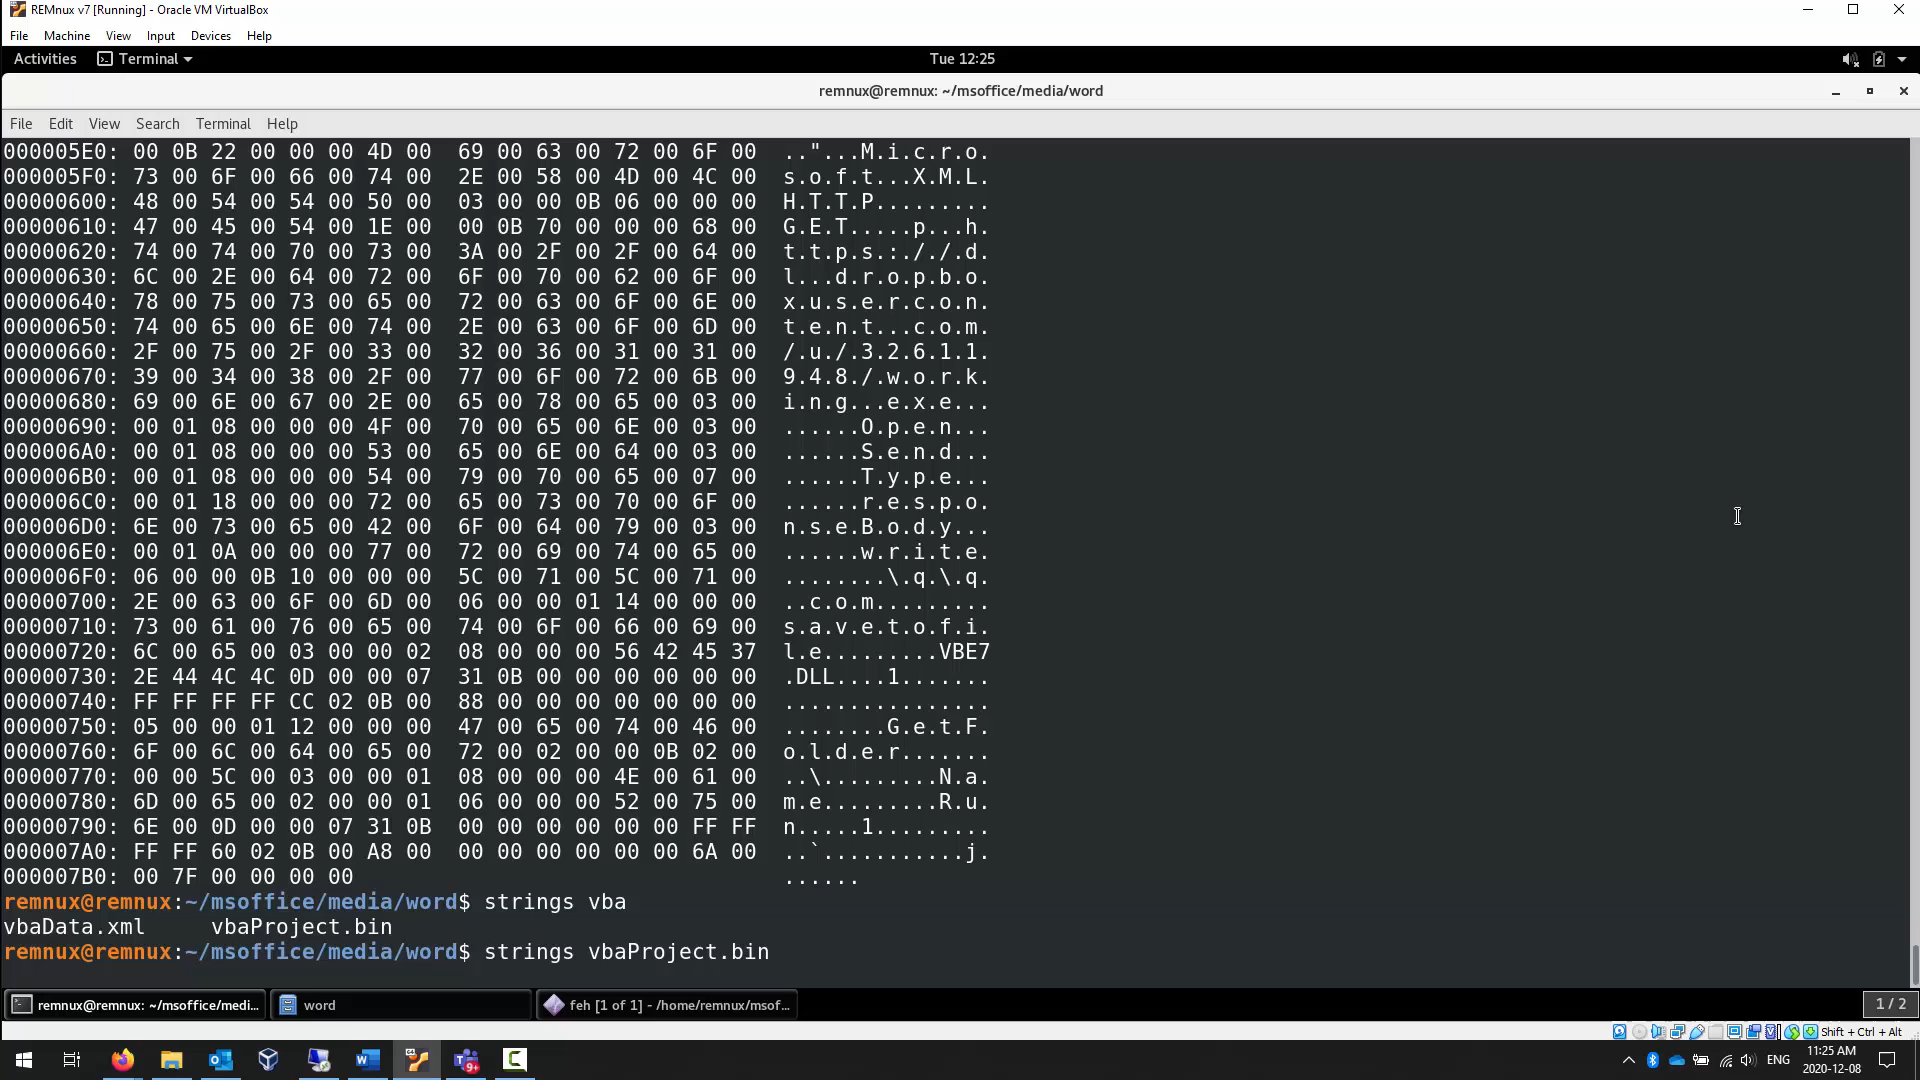 REMnux v7 [Running] - Oracle VM VirtualBox
File Machine View Input Devices Help
Activities Terminal Tue 12:25
remnux@remnux: ~/msoffice/media/word
File Edit View Search Terminal Help
000005E0: 00 0B 22 00 00 00 4D 00 69 00 63 00 72 00 6F 00 .."...M.i.c.r.o.
000005F0: 73 00 6F 00 66 00 74 00 2E 00 58 00 4D 00 4C 00 s.o.f.t...X.M.L.
00000600: 48 00 54 00 54 00 50 00 03 00 00 0B 06 00 00 00 H.T.T.P.........
00000610: 47 00 45 00 54 00 1E 00 00 0B 70 00 00 00 68 00 G.E.T.....p...h.
00000620: 74 00 74 00 70 00 73 00 3A 00 2F 00 2F 00 64 00 t.t.p.s.:././.d.
00000630: 6C 00 2E 00 64 00 72 00 6F 00 70 00 62 00 6F 00 l...d.r.o.p.b.o.
00000640: 78 00 75 00 73 00 65 00 72 00 63 00 6F 00 6E 00 x.u.s.e.r.c.o.n.
00000650: 74 00 65 00 6E 00 74 00 2E 00 63 00 6F 00 6D 00 t.e.n.t...c.o.m.
00000660: 2F 00 75 00 2F 00 33 00 32 00 36 00 31 00 31 00 /.u./.3.2.6.1.1.
00000670: 39 00 34 00 38 00 2F 00 77 00 6F 00 72 00 6B 00 9.4.8./.w.o.r.k.
00000680: 69 00 6E 00 67 00 2E 00 65 00 78 00 65 00 03 00 i.n.g...e.x.e...
00000690: 00 01 08 00 00 00 4F 00 70 00 65 00 6E 00 03 00 ......O.p.e.n...
000006A0: 00 01 08 00 00 00 53 00 65 00 6E 00 64 00 03 00 ......S.e.n.d...
000006B0: 00 01 08 00 00 00 54 00 79 00 70 00 65 00 07 00 ......T.y.p.e...
000006C0: 00 01 18 00 00 00 72 00 65 00 73 00 70 00 6F 00 ......r.e.s.p.o.
000006D0: 6E 00 73 00 65 00 42 00 6F 00 64 00 79 00 03 00 n.s.e.B.o.d.y...
000006E0: 00 01 0A 00 00 00 77 00 72 00 69 00 74 00 65 00 ......w.r.i.t.e.
000006F0: 06 00 00 0B 10 00 00 00 5C 00 71 00 5C 00 71 00 ........\.q.\.q.
00000700: 2E 00 63 00 6F 00 6D 00 06 00 00 01 14 00 00 00 ..c.o.m.........
00000710: 73 00 61 00 76 00 65 00 74 00 6F 00 66 00 69 00 s.a.v.e.t.o.f.i.
00000720: 6C 00 65 00 03 00 00 02 08 00 00 00 56 42 45 37 l.e.........VBE7
00000730: 2E 44 4C 4C 0D 00 00 07 31 0B 00 00 00 00 00 00 .DLL....1.......
00000740: FF FF FF FF CC 02 0B 00 88 00 00 00 00 00 00 00 ................
00000750: 05 00 00 01 12 00 00 00 47 00 65 00 74 00 46 00 ........G.e.t.F.
00000760: 6F 00 6C 00 64 00 65 00 72 00 02 00 00 0B 02 00 o.l.d.e.r.......
00000770: 00 00 5C 00 03 00 00 01 08 00 00 00 4E 00 61 00 ..\.........N.a.
00000780: 6D 00 65 00 02 00 00 01 06 00 00 00 52 00 75 00 m.e.........R.u.
00000790: 6E 00 0D 00 00 07 31 0B 00 00 00 00 00 00 FF FF n.....1.........
000007A0: FF FF 60 02 0B 00 A8 00 00 00 00 00 00 00 6A 00 ..`...........j.
000007B0: 00 7F 00 00 00 00 ......
remnux@remnux:~/msoffice/media/word$ strings vba
vbaData.xml vbaProject.bin
remnux@remnux:~/msoffice/media/word$ strings vbaProject.bin
remnux@remnux: ~/msoffice/medi... word feh [1 of 1] - /home/remnux/msof... 1 / 2
Shift + Ctrl + Alt
9+ ENG 11:25 AM
2020-12-08